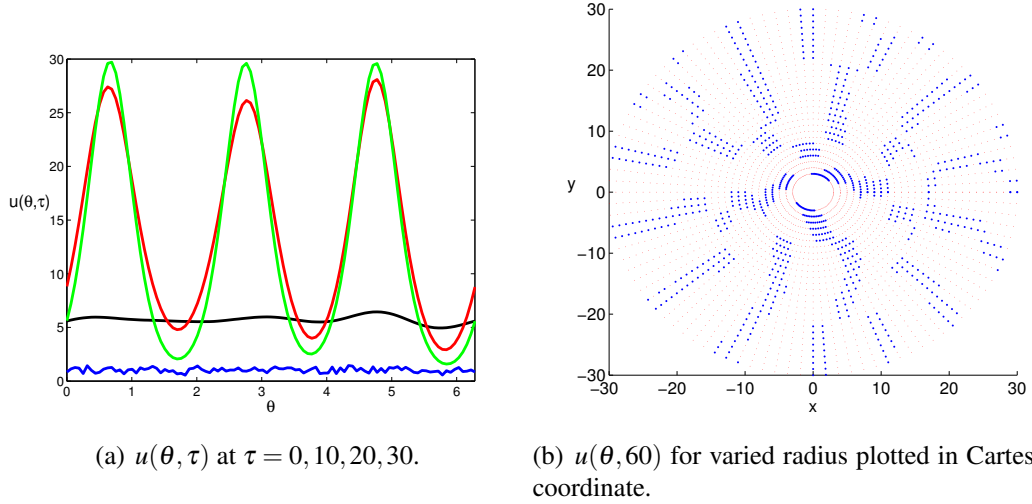 30
25
20
u(θ,τ)
15
10
5
0
0 1 2 3 4 5 6
θ
30
20
10
y 0
−10
−20
−30
−30 −20 −10 0 10 20 30
x
(a) u(θ,τ) at τ = 0,10,20,30.
(b) u(θ,60) for varied radius plotted in Cartes
coordinate.